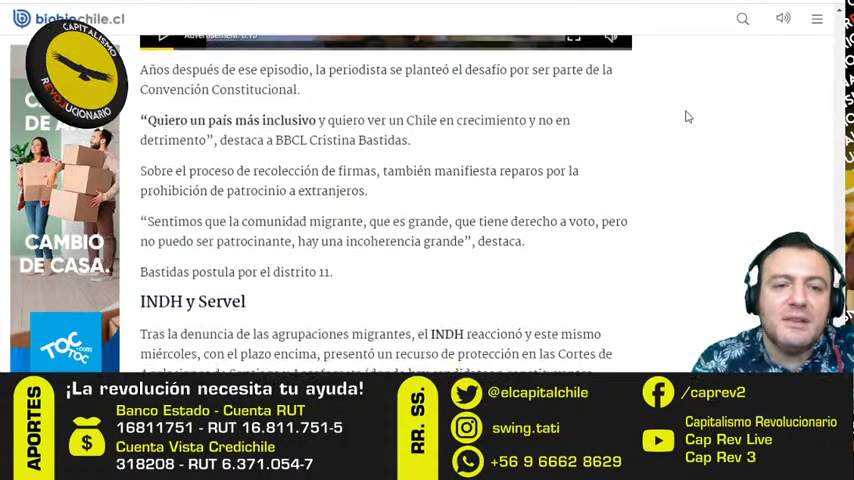 biobiochile.cl
CAPITALISMO
REVOLUCIONARIO
Años después de ese episodio, la periodista se planteó el desafío por ser parte de la
Convención Constitucional.
“Quiero un país más inclusivo y quiero ver un Chile en crecimiento y no en
detrimento”, destaca a BBCL Cristina Bastidas.
Sobre el proceso de recolección de firmas, también manifiesta reparos por la
prohibición de patrocinio a extranjeros.
“Sentimos que la comunidad migrante, que es grande, que tiene derecho a voto, pero
no puedo ser patrocinante, hay una incoherencia grande”, destaca.
Bastidas postula por el distrito 11.
INDH y Servel
Tras la denuncia de las agrupaciones migrantes, el INDH reaccionó y este mismo
miércoles, con el plazo encima, presentó un recurso de protección en las Cortes de
CAMBIO
DE CASA.
TOC
TOC
.com
APORTES
¡La revolución necesita tu ayuda!
Banco Estado - Cuenta RUT
16811751 - RUT 16.811.751-5
Cuenta Vista Credichile
318208 - RUT 6.371.054-7
RR. SS.
@elcapitalchile
swing.tati
+56 9 6662 8629
/caprev2
Capitalismo Revolucionario
Cap Rev Live
Cap Rev 3